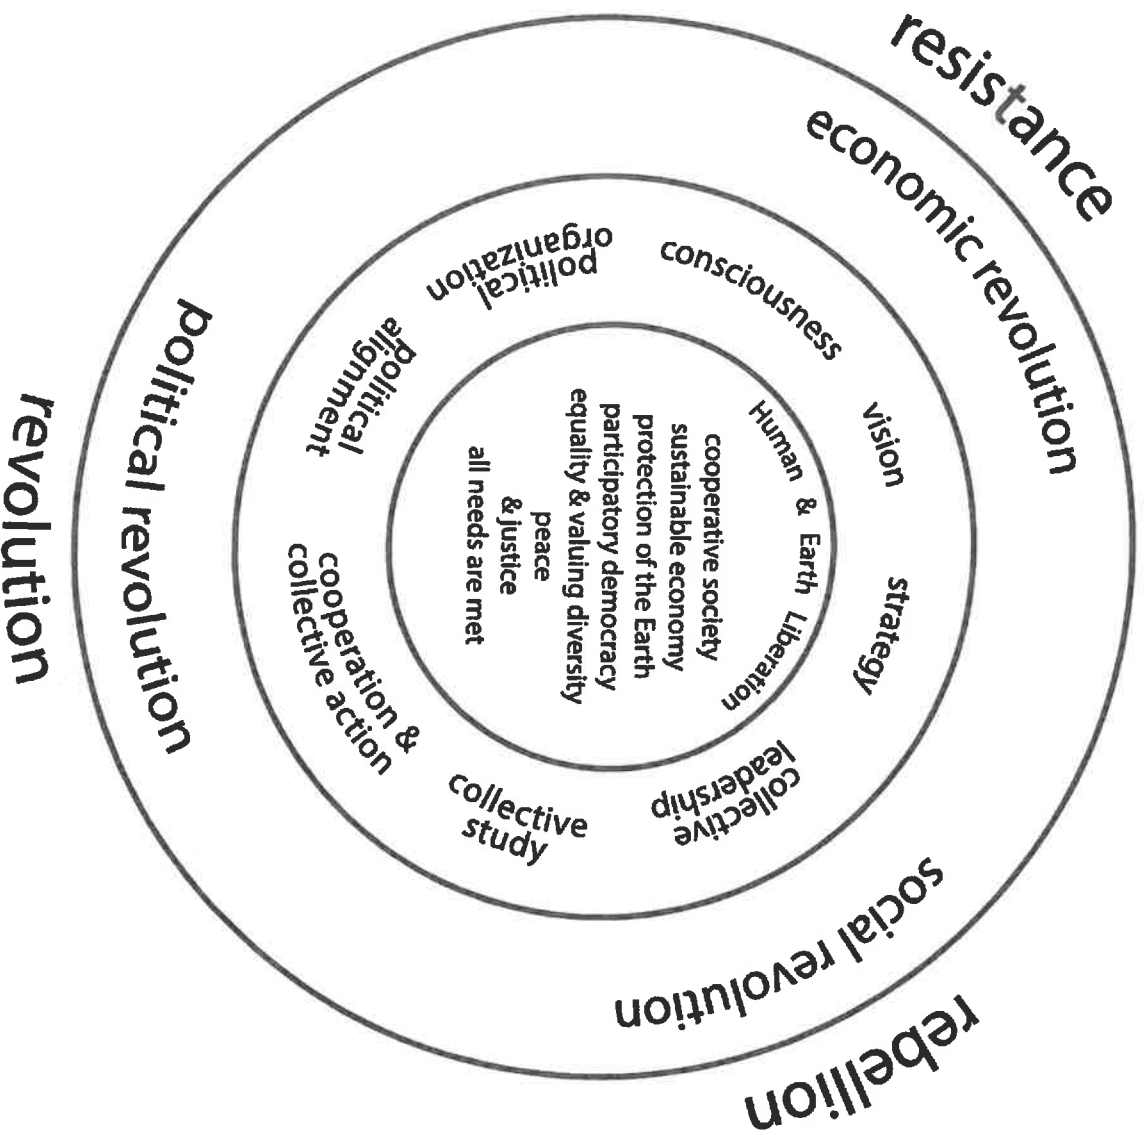 resistance
rebellion
revolution
economic revolution
social revolution
political revolution
consciousness
vision
strategy
collective
leadership
collective
study
cooperation &
collective action
political
alignment
political
organization
Human & Earth Liberation
cooperative society
sustainable economy
protection of the Earth
participatory democracy
equality & valuing diversity
peace
& justice
all needs are met